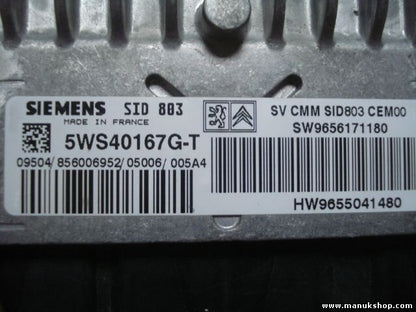 SIEMENS SID 803
MADE IN FRANCE
5WS40167G-T
09504/ 856006952/ 05006/ 005A4
SV CMM SID803 CEM00
SW9656171180
HW9655041480
www.manukshop.com